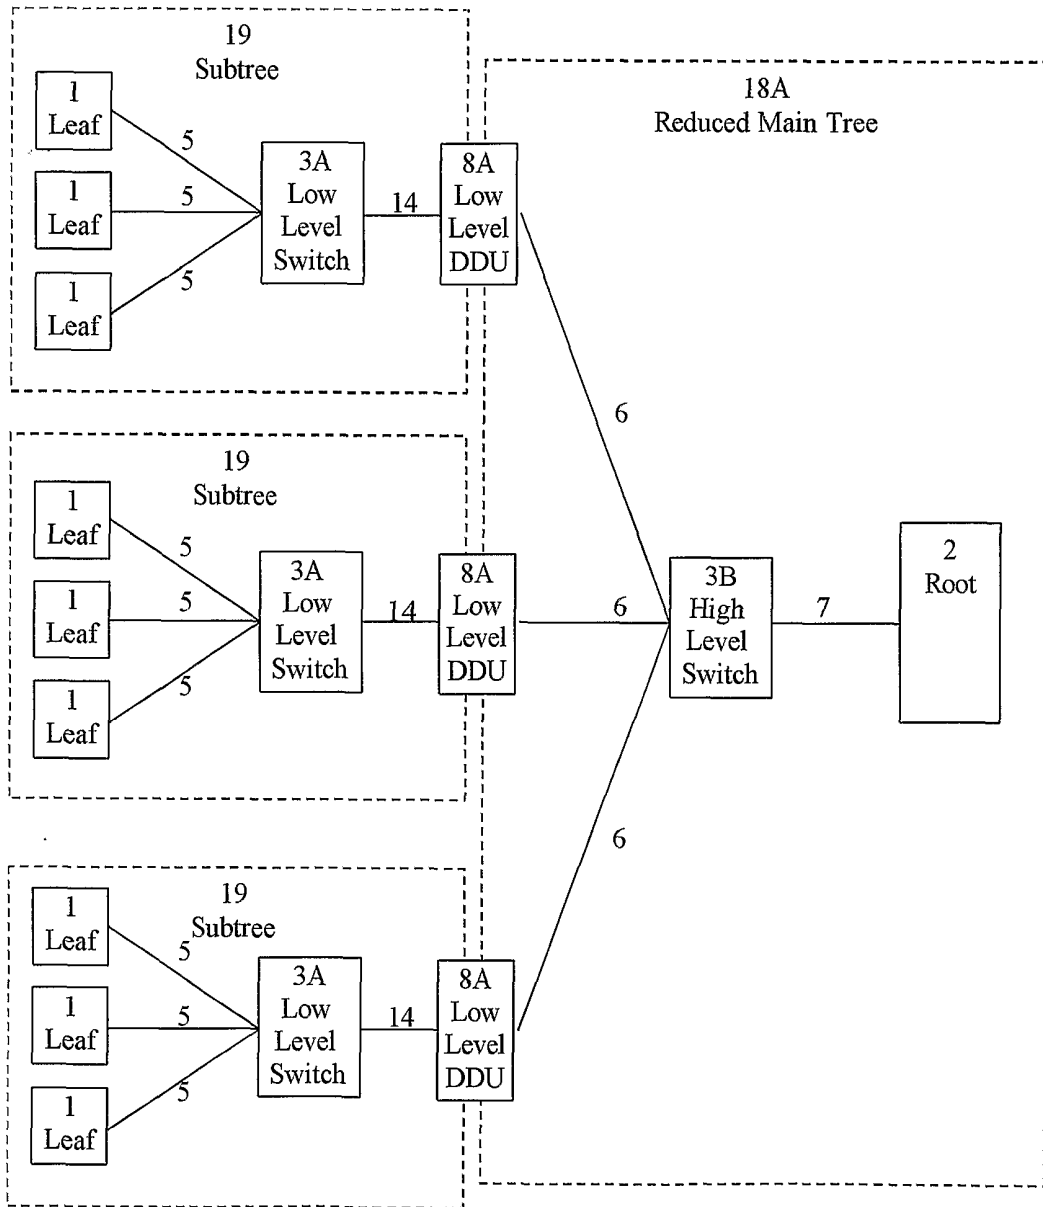 19
Subtree
1
Leaf
5
1
Leaf
5
1
Leaf
5
3A
Low
Level
Switch
14
8A
Low
Level
DDU
18A
Reduced Main Tree
6
19
Subtree
1
Leaf
5
1
Leaf
5
1
Leaf
5
3A
Low
Level
Switch
14
8A
Low
Level
DDU
6
3B
High
Level
Switch
7
2
Root
6
19
Subtree
1
Leaf
5
1
Leaf
5
1
Leaf
5
3A
Low
Level
Switch
14
8A
Low
Level
DDU